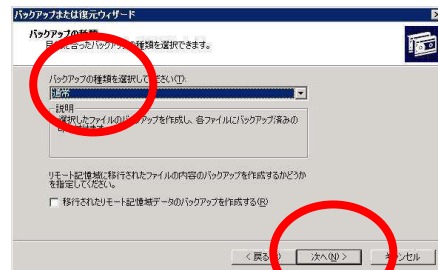 バックアップまたは復元ウィザード
バックアップの種類
目的に合ったバックアップの種類を選択できます。
バックアップの種類を選択してください(T):
通常
説明
選択したファイルのバックアップを作成し、各ファイルにバックアップ済みの
リモート記憶域に移行されたファイルの内容のバックアップを作成するかどうか
を指定してください。
移行されたリモート記憶域データのバックアップを作成する(R)
< 戻る
次へ(N) >
キャンセル